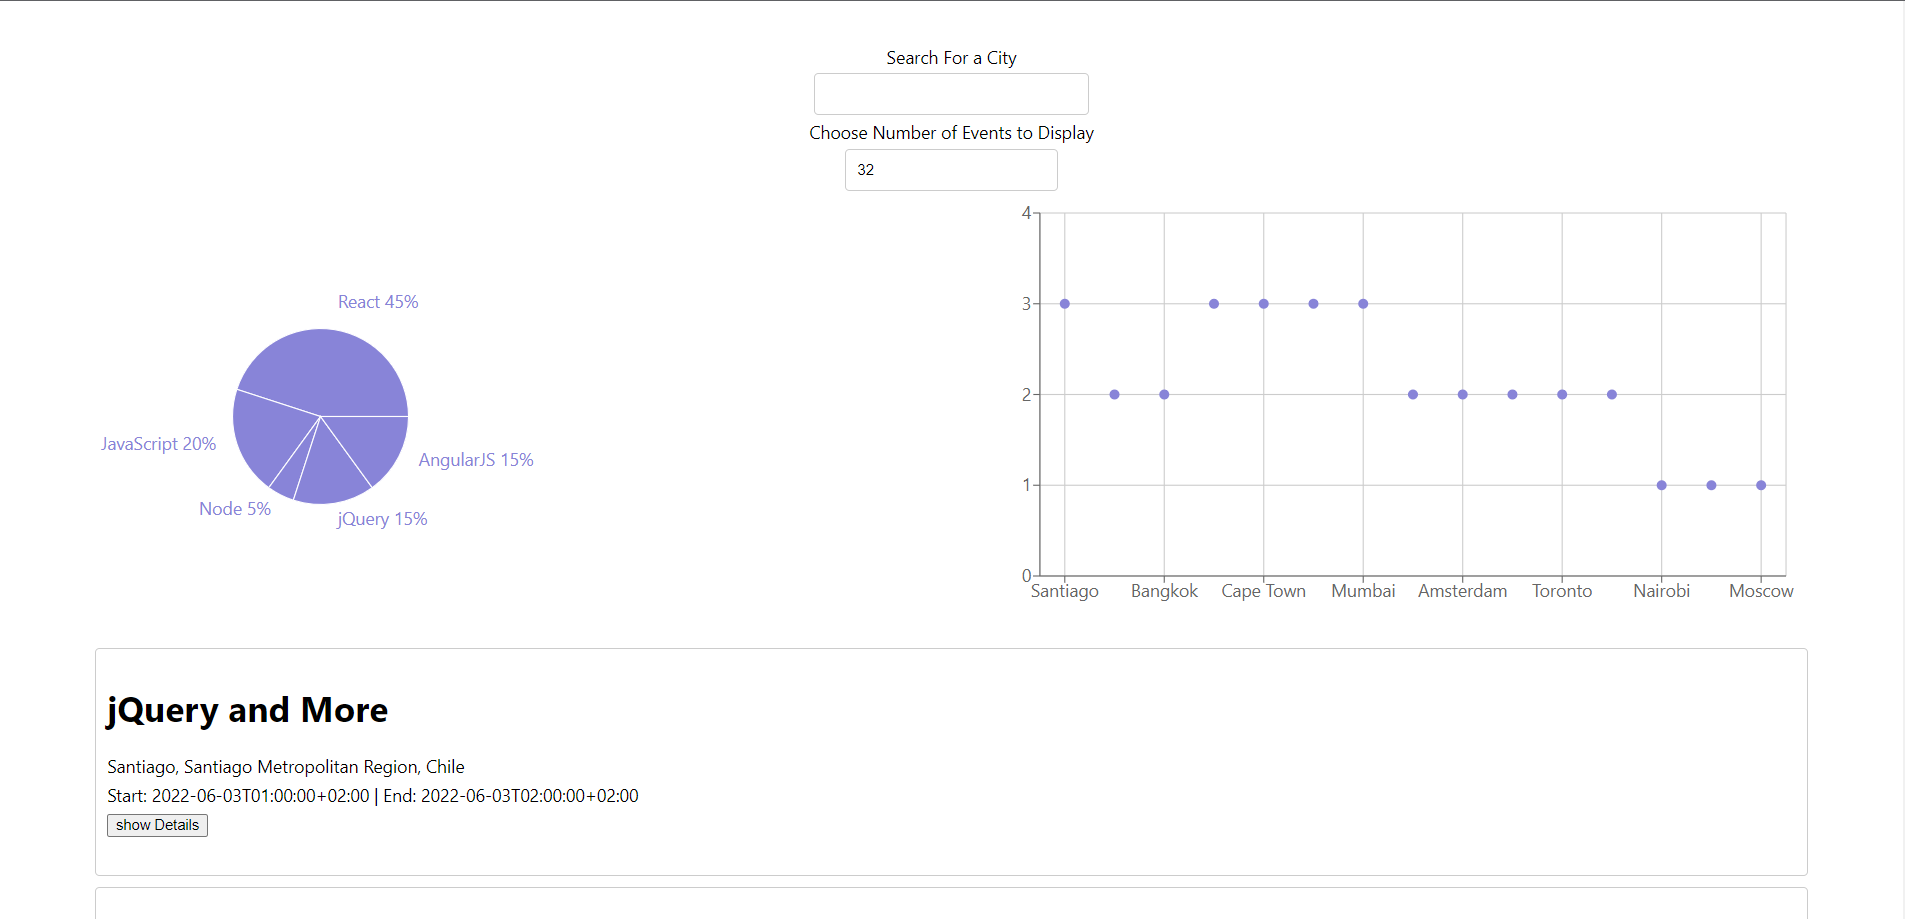 Search For a City
Choose Number of Events to Display
32
React 45%
JavaScript 20%
AngularJS 15%
Node 5%
jQuery 15%
4
3
2
1
0
Santiago Bangkok Cape Town Mumbai Amsterdam Toronto Nairobi Moscow
jQuery and More
Santiago, Santiago Metropolitan Region, Chile
Start: 2022-06-03T01:00:00+02:00 | End: 2022-06-03T02:00:00+02:00
show Details